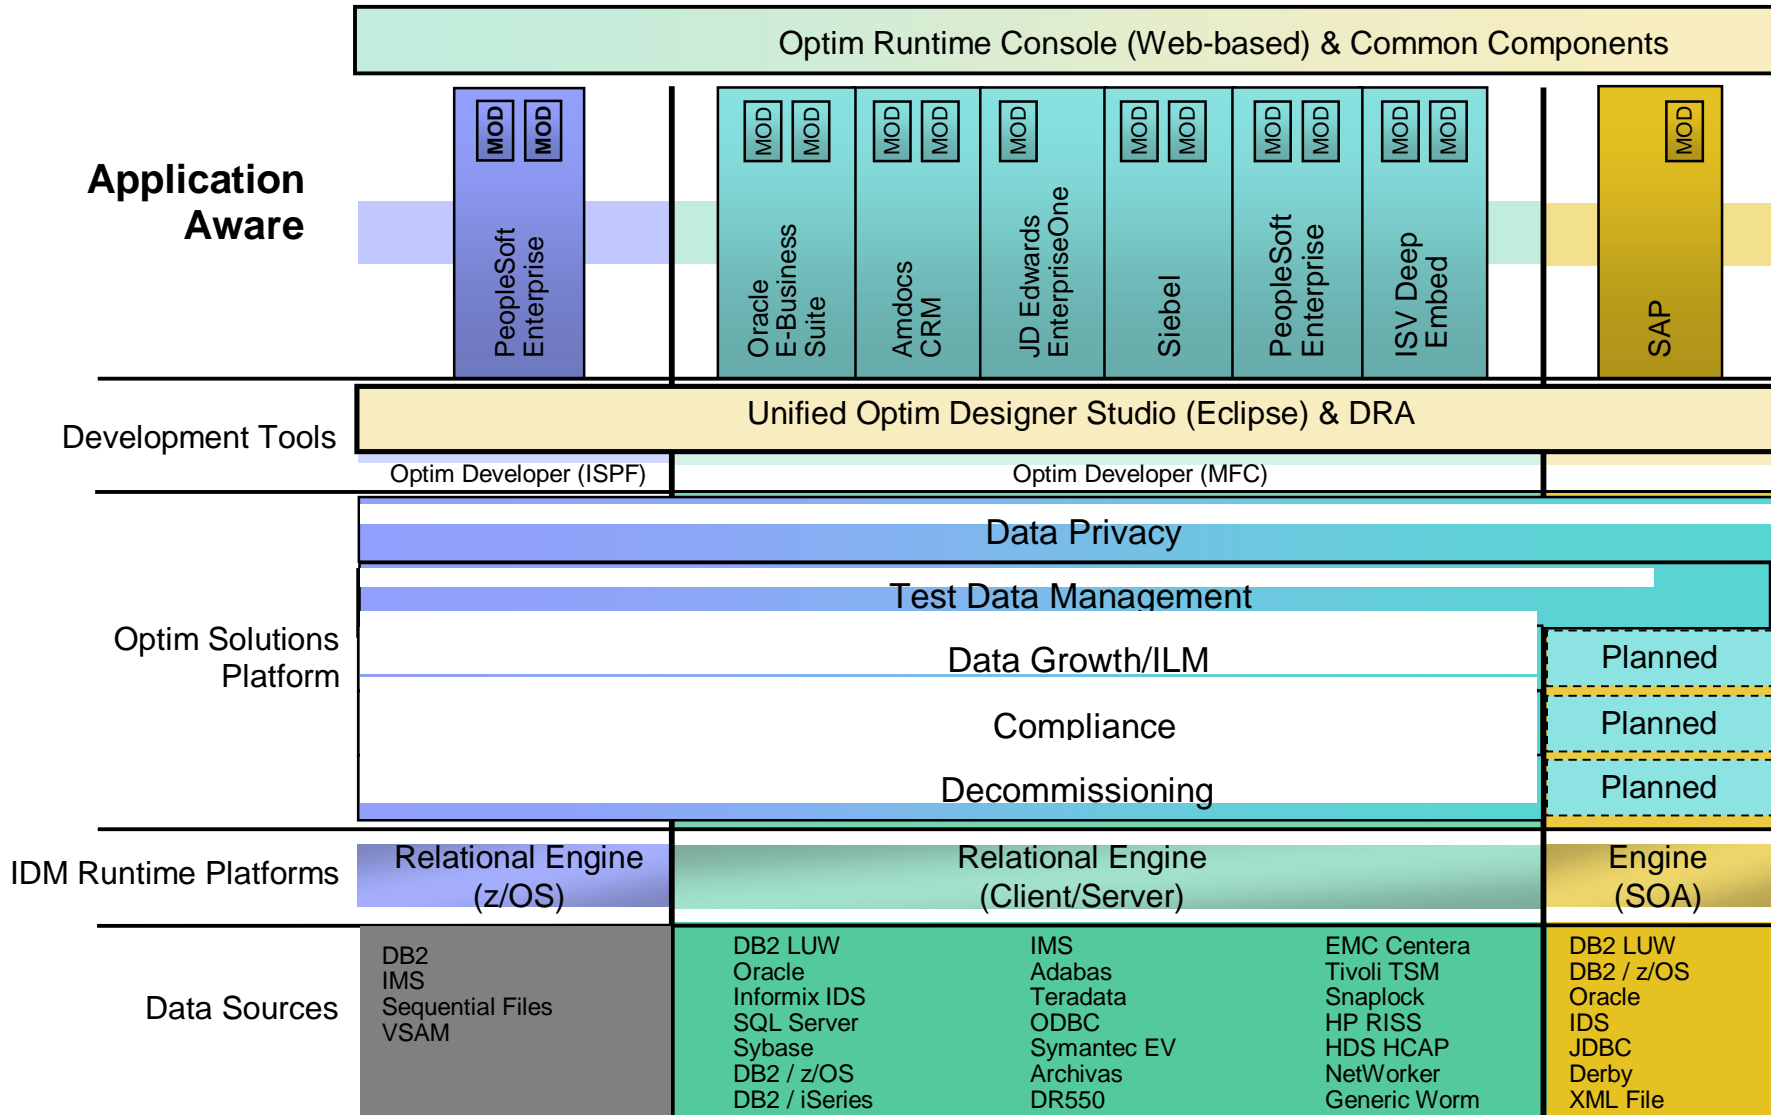 Optim Runtime Console (Web-based) & Common Components
Application
Aware
MOD
MOD
PeopleSoft
Enterprise
MOD
MOD
Oracle
E-Business
Suite
MOD
MOD
Amdocs
CRM
MOD
JD Edwards
EnterpriseOne
MOD
MOD
Siebel
MOD
MOD
PeopleSoft
Enterprise
MOD
MOD
ISV Deep
Embed
MOD
SAP
Development Tools
Unified Optim Designer Studio (Eclipse) & DRA
Optim Developer (ISPF)
Optim Developer (MFC)
Optim Solutions
Platform
Data Privacy
Test Data Management
Data Growth/ILM
Planned
Compliance
Planned
Decommissioning
Planned
IDM Runtime Platforms
Relational Engine
(z/OS)
Relational Engine
(Client/Server)
Engine
(SOA)
Data Sources
DB2
IMS
Sequential Files
VSAM
DB2 LUW
Oracle
Informix IDS
SQL Server
Sybase
DB2 / z/OS
DB2 / iSeries
IMS
Adabas
Teradata
ODBC
Symantec EV
Archivas
DR550
EMC Centera
Tivoli TSM
Snaplock
HP RISS
HDS HCAP
NetWorker
Generic Worm
DB2 LUW
DB2 / z/OS
Oracle
IDS
JDBC
Derby
XML File